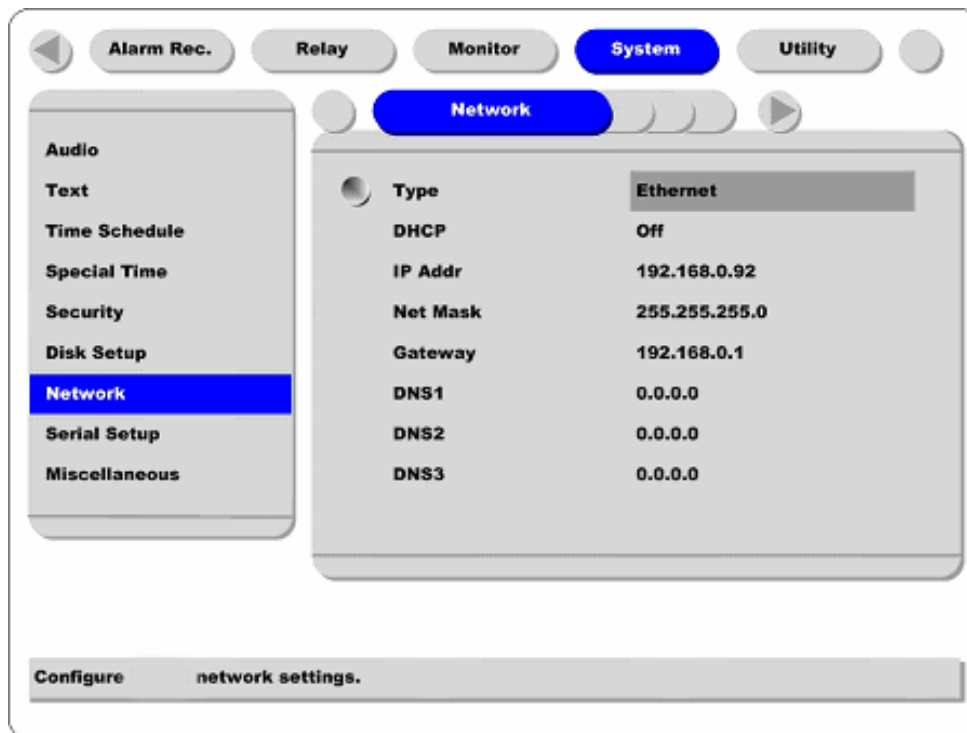 Alarm Rec. Relay Monitor System Utility
Network
Audio
Text
Time Schedule
Special Time
Security
Disk Setup
Network
Serial Setup
Miscellaneous
Type Ethernet
DHCP Off
IP Addr 192.168.0.92
Net Mask 255.255.255.0
Gateway 192.168.0.1
DNS1 0.0.0.0
DNS2 0.0.0.0
DNS3 0.0.0.0
Configure network settings.